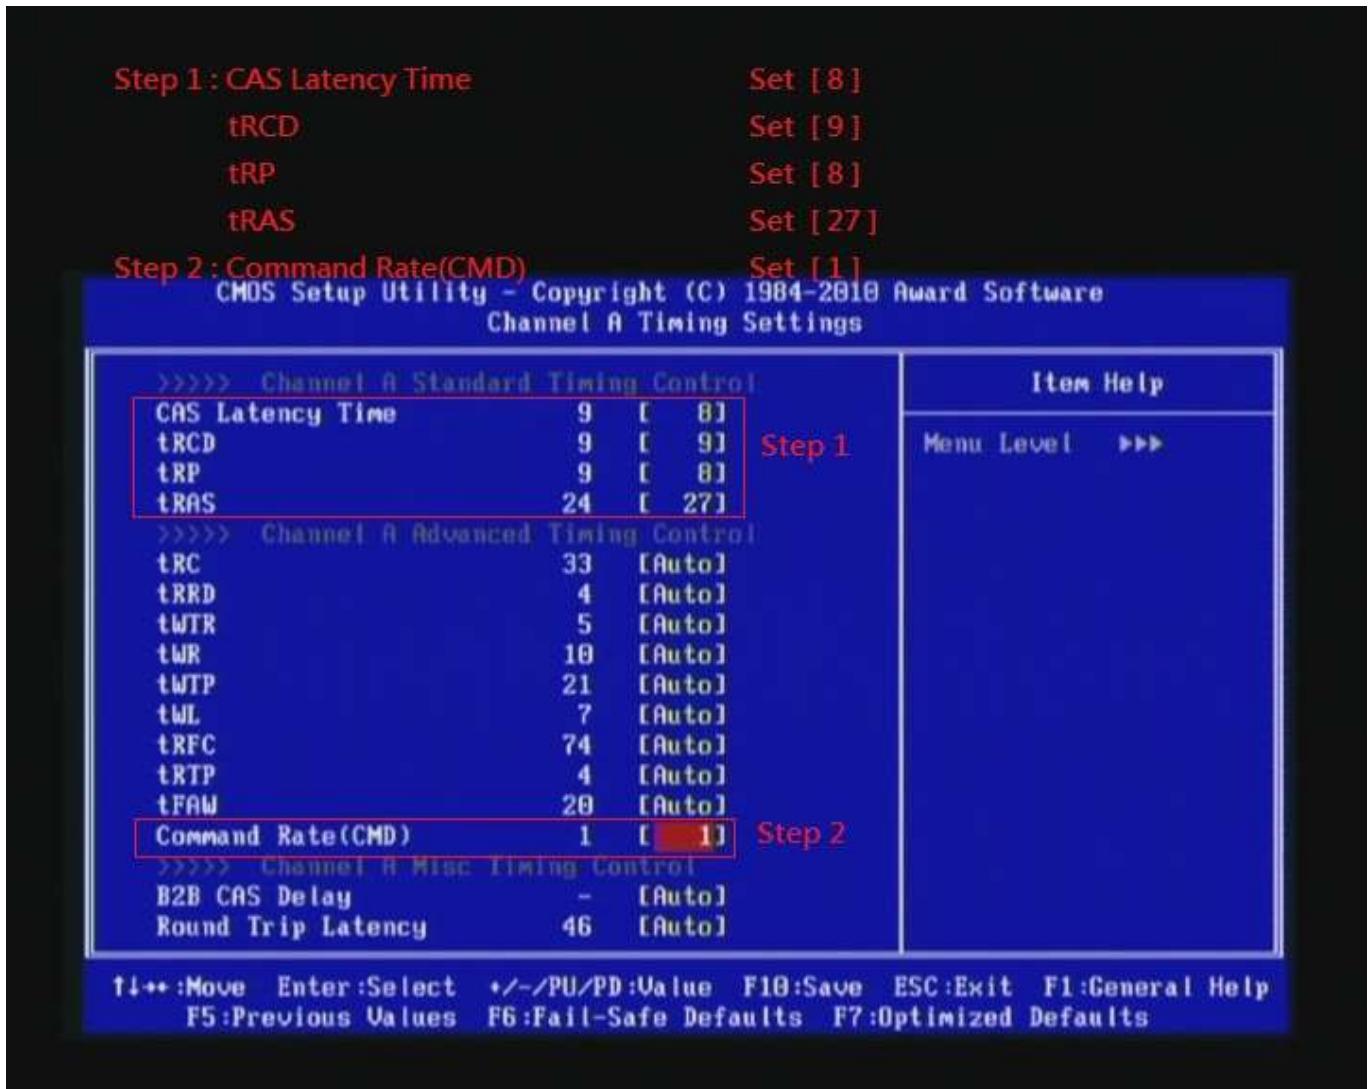 Step 1 : CAS Latency Time Set [ 8 ]
tRCD Set [ 9 ]
tRP Set [ 8 ]
tRAS Set [ 27 ]
Step 2 : Command Rate(CMD) Set [ 1 ]
CMOS Setup Utility - Copyright (C) 1984-2010 Award Software
Channel A Timing Settings
>>>>> Channel A Standard Timing Control
Item Help
CAS Latency Time 9 [ 8]
tRCD 9 [ 9]
Step 1
Menu Level ►►►
tRP 9 [ 8]
tRAS 24 [ 27]
>>>>> Channel A Advanced Timing Control
tRC 33 [Auto]
tRRD 4 [Auto]
tWTR 5 [Auto]
tWR 10 [Auto]
tWTP 21 [Auto]
tWL 7 [Auto]
tRFC 74 [Auto]
tRTP 4 [Auto]
tFAW 20 [Auto]
Command Rate(CMD) 1 [ 1]
Step 2
>>>>> Channel A Misc Timing Control
B2B CAS Delay - [Auto]
Round Trip Latency 46 [Auto]
↑↓→←:Move Enter:Select +/-/PU/PD:Value F10:Save ESC:Exit F1:General Help
F5:Previous Values F6:Fail-Safe Defaults F7:Optimized Defaults